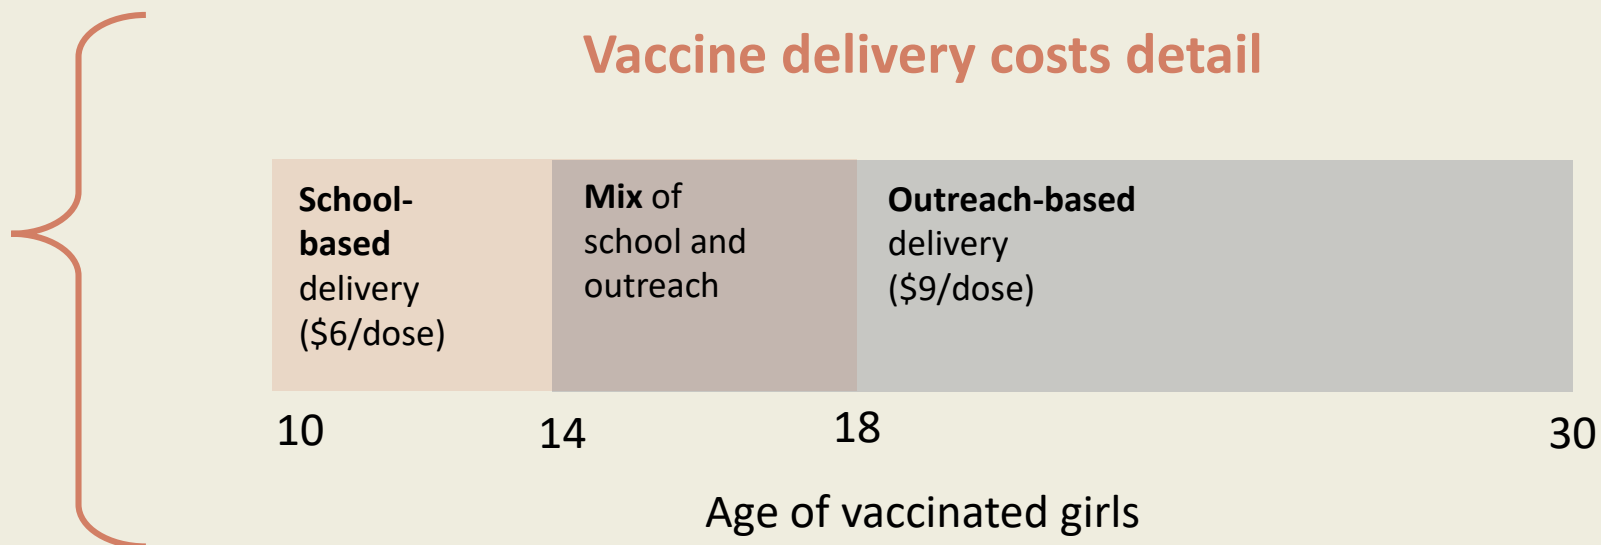 Vaccine delivery costs detail
School-
based
delivery
($6/dose)
Mix of
school and
outreach
Outreach-based
delivery
($9/dose)
10
14
18
30
Age of vaccinated girls